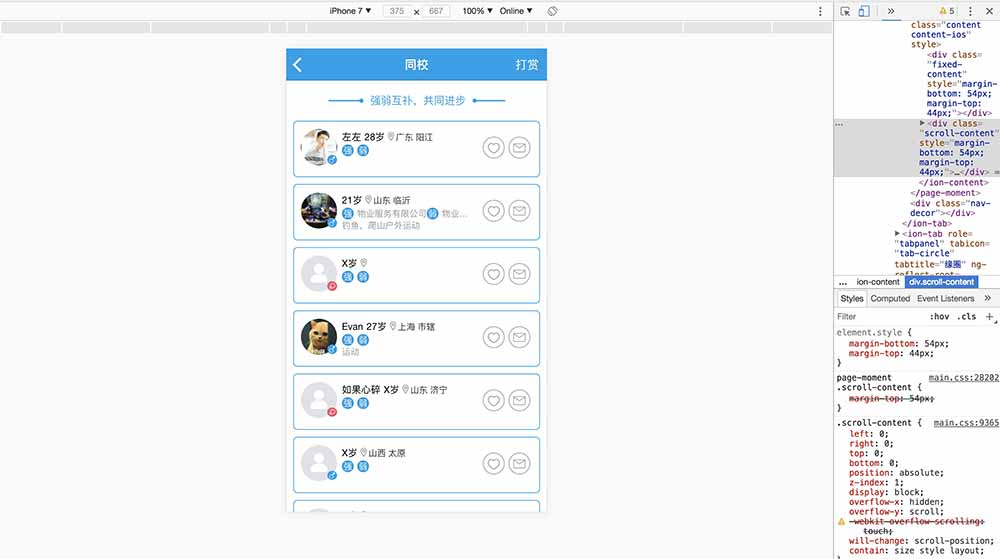 iPhone 7 ▼ 375 × 667 100% ▼ Online ▼
同校
打赏
强弱互补，共同进步
左左 28岁 广东 阳江
强 弱
21岁 山东 临沂
强 物业服务有限公司 弱 物业...
钓鱼，爬山户外运动
X岁
强 弱
Evan 27岁 上海 市辖
强 弱
运动
如果心碎 X岁 山东 济宁
强 弱
X岁 山西 太原
强 弱
» 5
class="content
content-ios"
style>
<div class=
"fixed-
content"
style="margin-
bottom: 54px;
margin-top:
44px;"></div>
... ▶<div class=
"scroll-content"
style="margin-
bottom: 54px;
margin-top:
44px;">…</div> =
</ion-content>
</page-moment>
<div class="nav-
decor"></div>
</ion-tab>
▶<ion-tab role=
"tabpanel" tabicon=
"tab-circle"
tabtitle="缘圈" ng-
reflect-root=
... ion-content div.scroll-content
Styles Computed Event Listeners »
Filter :hov .cls +
element.style {
margin-bottom: 54px;
margin-top: 44px;
}
page-moment main.css:28202
.scroll-content {
margin-top: 54px;
}
.scroll-content { main.css:9365
left: 0;
right: 0;
top: 0;
bottom: 0;
position: absolute;
z-index: 1;
display: block;
overflow-x: hidden;
overflow-y: scroll;
-webkit-overflow-scrolling:
touch;
will-change: scroll-position;
contain: size style layout;